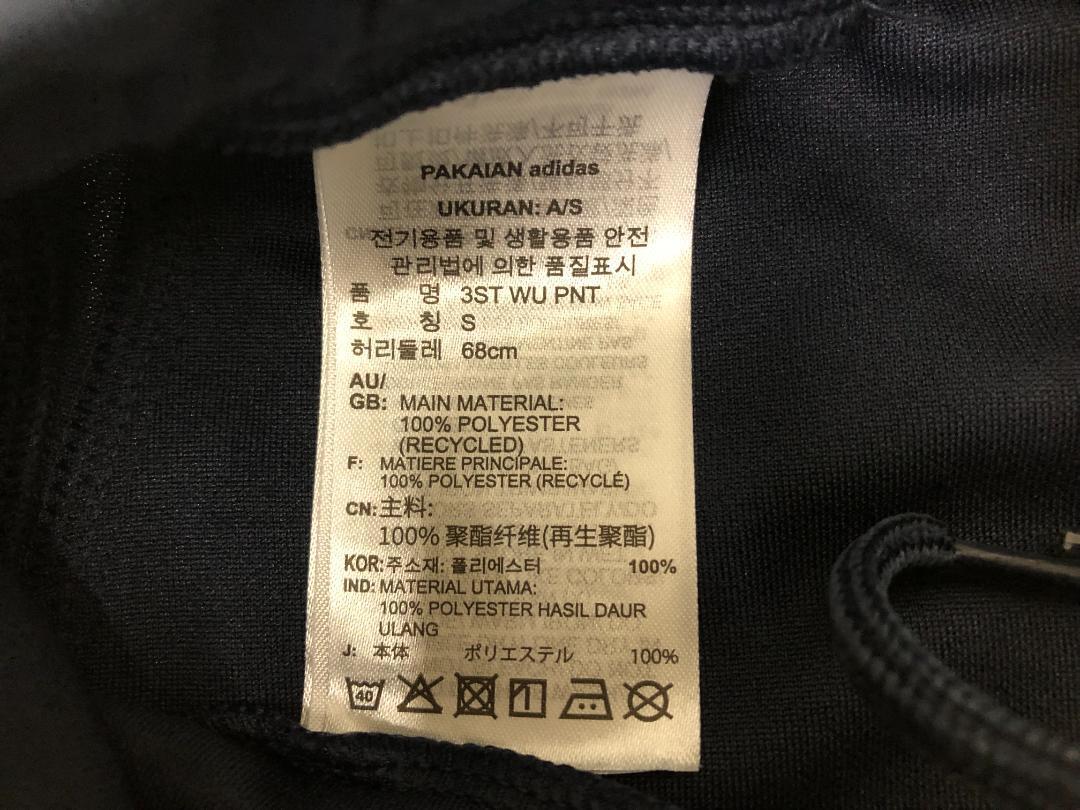 PAKAIAN adidas
UKURAN: A/S
전기용품 및 생활용품 안전
관리법에 의한 품질표시
품 명 3ST WU PNT
호 칭 S
허리둘레 68cm
AU/
GB: MAIN MATERIAL:
100% POLYESTER
(RECYCLED)
F: MATIERE PRINCIPALE:
100% POLYESTER (RECYCLÉ)
CN: 主料:
100% 聚酯纤维(再生聚酯)
KOR: 주소재: 폴리에스터 100%
IND: MATERIAL UTAMA:
100% POLYESTER HASIL DAUR
ULANG
J: 本体 ポリエステル 100%
40